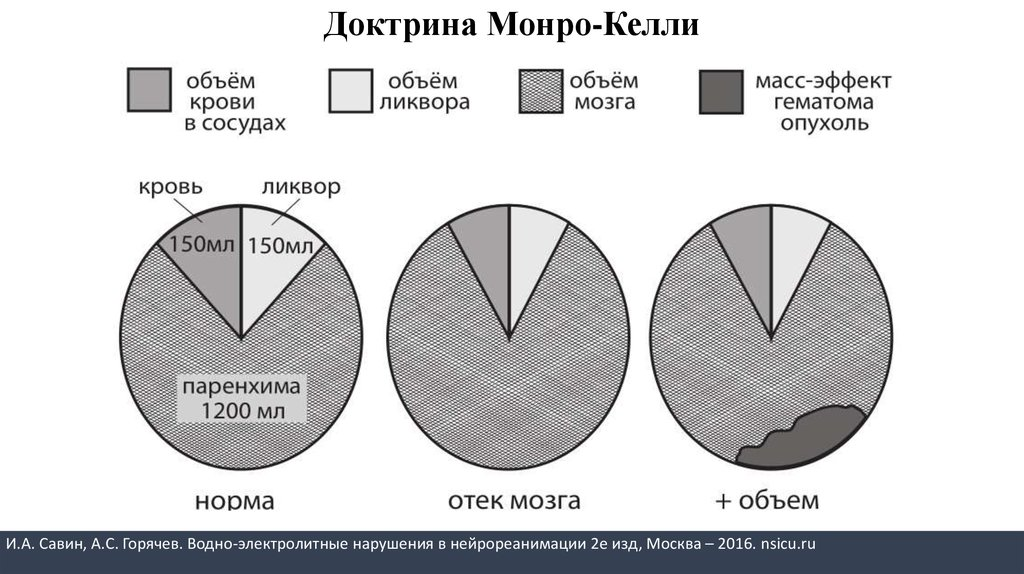 Доктрина Монро-Келли
объём
крови
в сосудах
объём
ликвора
объём
мозга
масс-эффект
гематома
опухоль
кровь
ликвор
150мл
150мл
паренхима
1200 мл
норма
отек мозга
+ объем
И.А. Савин, А.С. Горячев. Водно-электролитные нарушения в нейрореанимации 2е изд, Москва – 2016. nsicu.ru